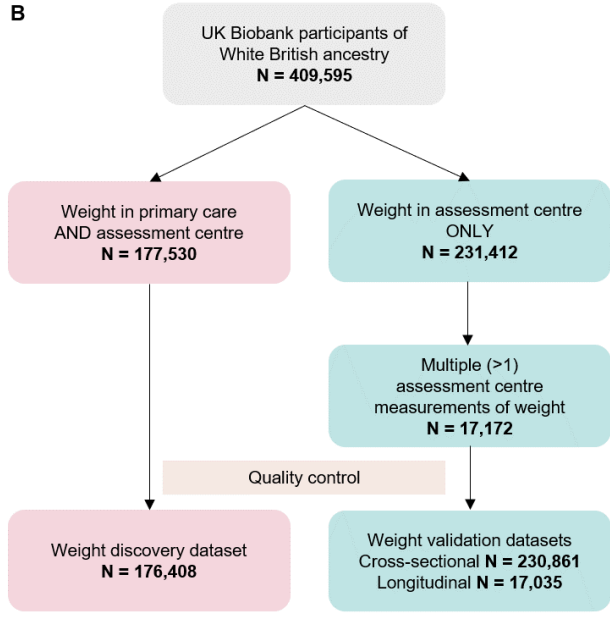 B
UK Biobank participants of
White British ancestry
N = 409,595
Weight in primary care
AND assessment centre
N = 177,530
Weight in assessment centre
ONLY
N = 231,412
Multiple (>1)
assessment centre
measurements of weight
N = 17,172
Quality control
Weight discovery dataset
N = 176,408
Weight validation datasets
Cross-sectional N = 230,861
Longitudinal N = 17,035